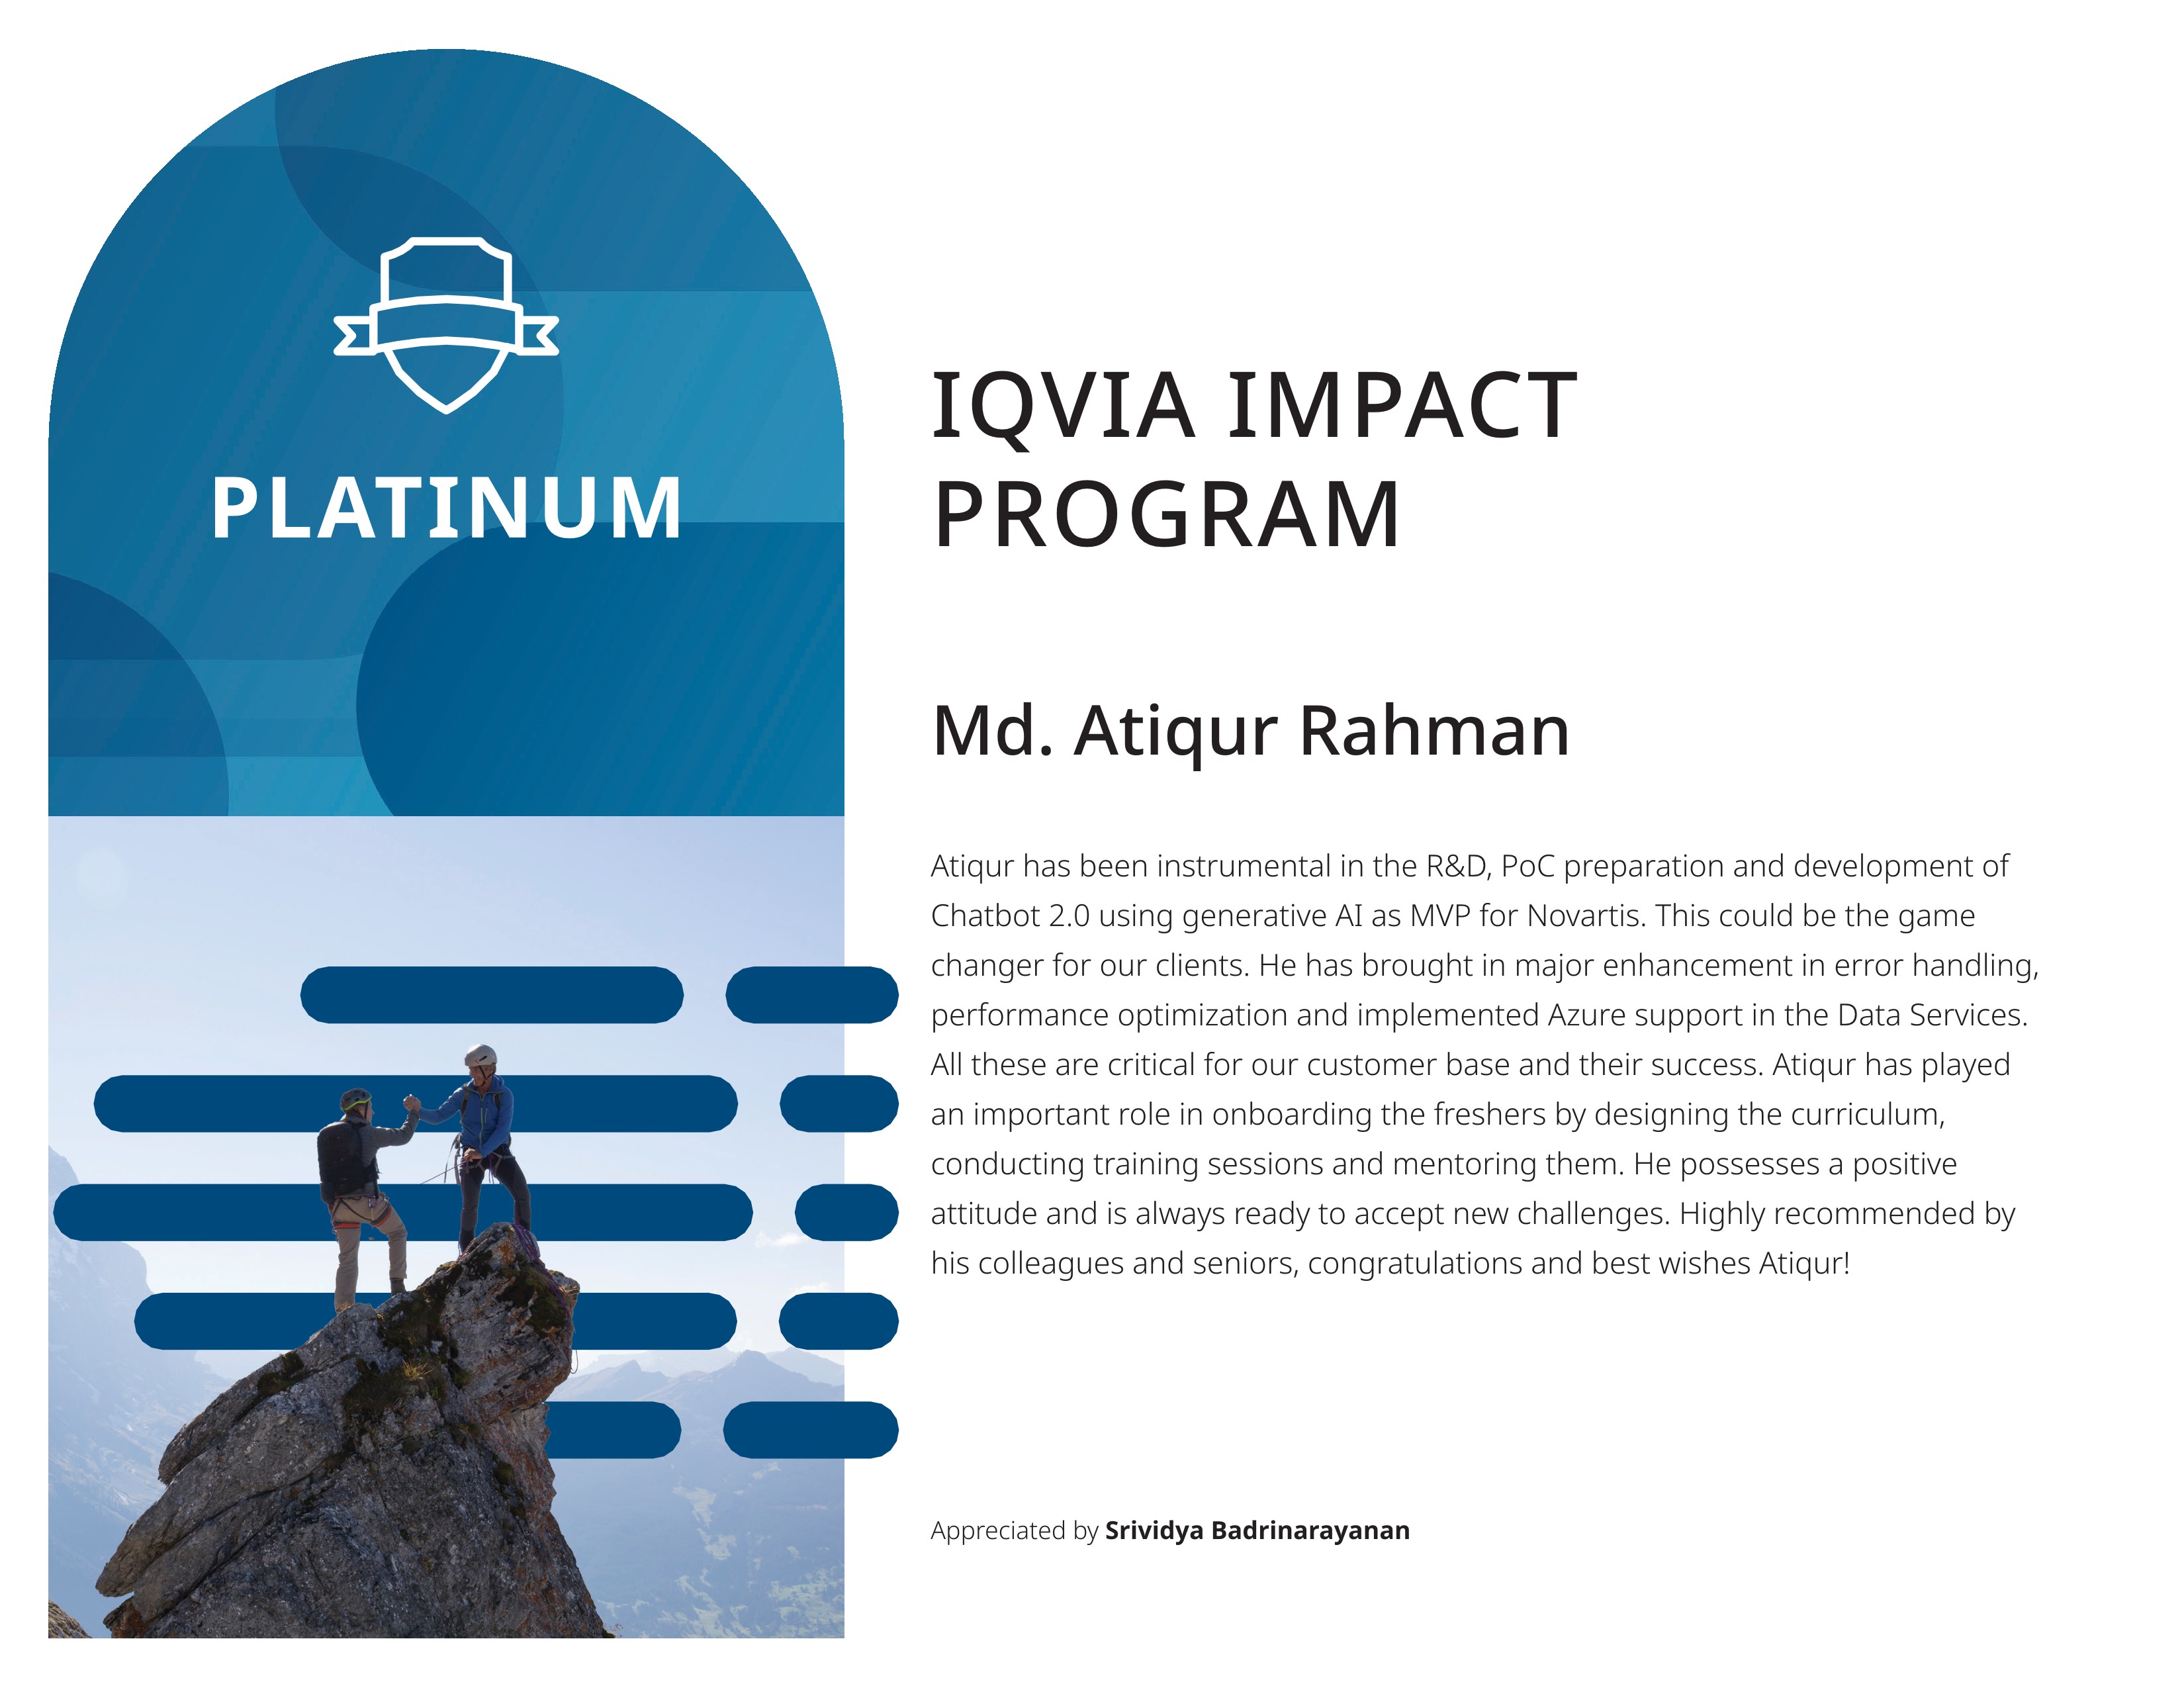 PLATINUM
IQVIA IMPACT
PROGRAM
Md. Atiqur Rahman
Atiqur has been instrumental in the R&D, PoC preparation and development of
Chatbot 2.0 using generative AI as MVP for Novartis. This could be the game
changer for our clients. He has brought in major enhancement in error handling,
performance optimization and implemented Azure support in the Data Services.
All these are critical for our customer base and their success. Atiqur has played
an important role in onboarding the freshers by designing the curriculum,
conducting training sessions and mentoring them. He possesses a positive
attitude and is always ready to accept new challenges. Highly recommended by
his colleagues and seniors, congratulations and best wishes Atiqur!
Appreciated by Srividya Badrinarayanan